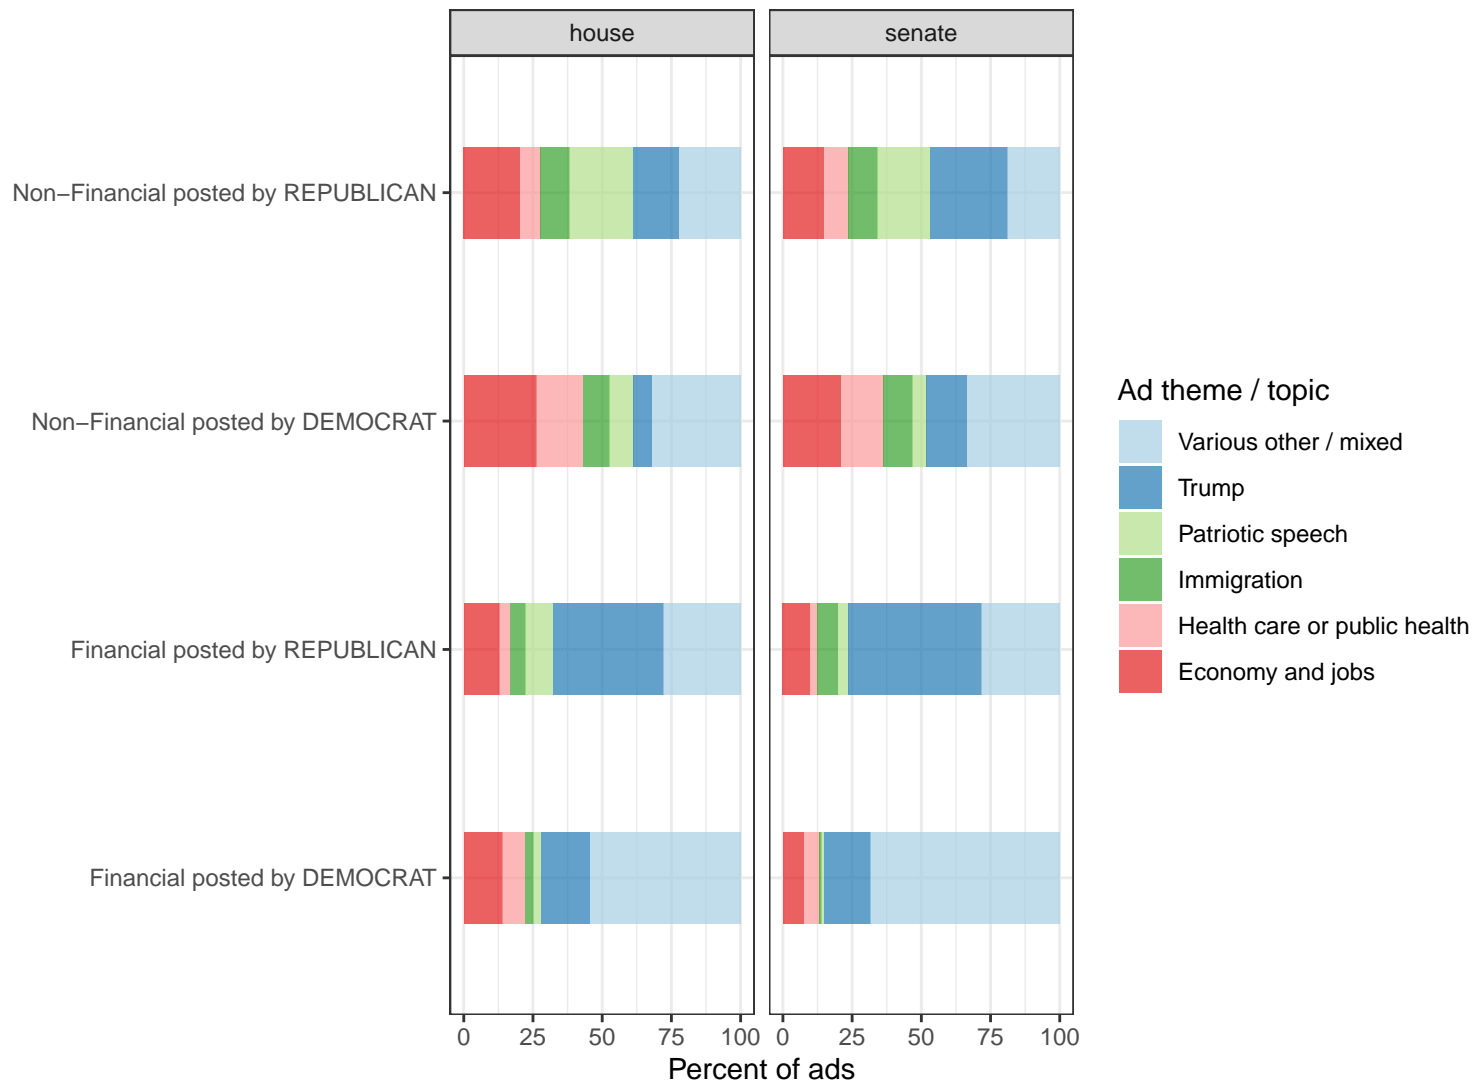 house
senate
Non−Financial posted by REPUBLICAN
Non−Financial posted by DEMOCRAT
Financial posted by REPUBLICAN
Financial posted by DEMOCRAT
0 25 50 75 100
0 25 50 75 100
Percent of ads
Ad theme / topic
Various other / mixed
Trump
Patriotic speech
Immigration
Health care or public health
Economy and jobs